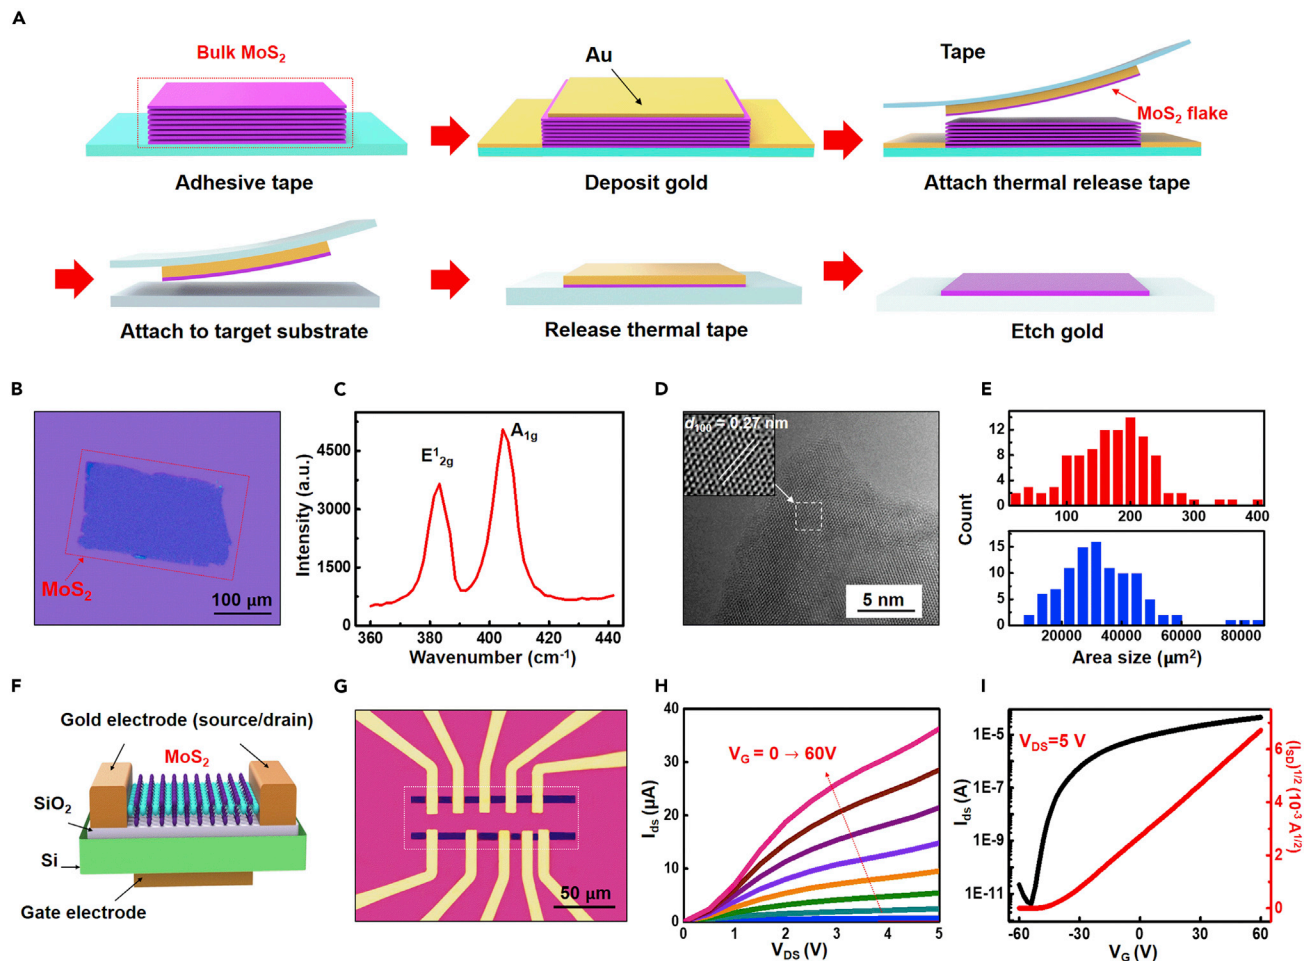 A
Bulk MoS2
Adhesive tape
Au
Deposit gold
Tape
MoS2 flake
Attach thermal release tape
Attach to target substrate
Release thermal tape
Etch gold
B
MoS2
100 μm
C
Intensity (a.u.)
4500
3000
1500
0
E12g
A1g
360
380
400
420
440
Wavenumber (cm-1)
D
d100 = 0.27 nm
5 nm
E
Count
12
8
4
0
100
200
300
400
15
10
5
0
20000
40000
60000
80000
Area size (μm2)
F
Gold electrode (source/drain)
MoS2
SiO2
Si
Gate electrode
G
50 μm
H
Ids (μA)
40
30
20
10
0
VG = 0 → 60V
0
1
2
3
4
5
VDS (V)
I
Ids (A)
1E-5
1E-7
1E-9
1E-11
VDS=5 V
6
4
2
0
(ISD)1/2 (10-3 A1/2)
-60
-30
0
30
60
VG (V)